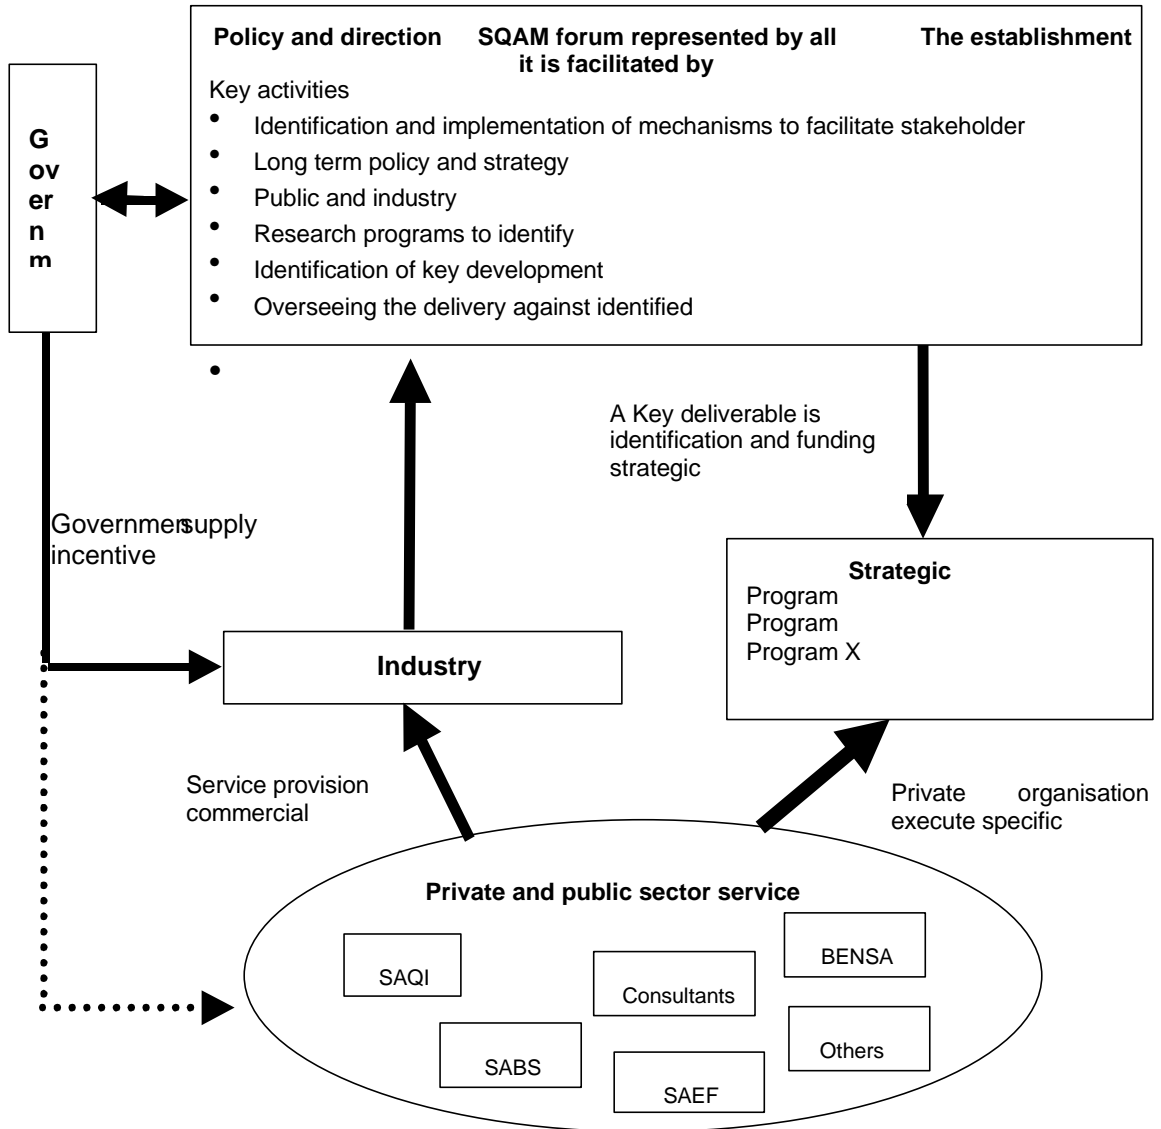 Policy and direction SQAM forum represented by all The establishment
it is facilitated by
Key activities
• Identification and implementation of mechanisms to facilitate stakeholder
• Long term policy and strategy
• Public and industry
• Research programs to identify
• Identification of key development
• Overseeing the delivery against identified
•
G
ov
er
n
m
A Key deliverable is
identification and funding
strategic
Governmen supply
incentive
Strategic
Program
Program
Program X
Industry
Service provision
commercial
Private organisation
execute specific
Private and public sector service
BENSA
SAQI
Consultants
Others
SABS
SAEF